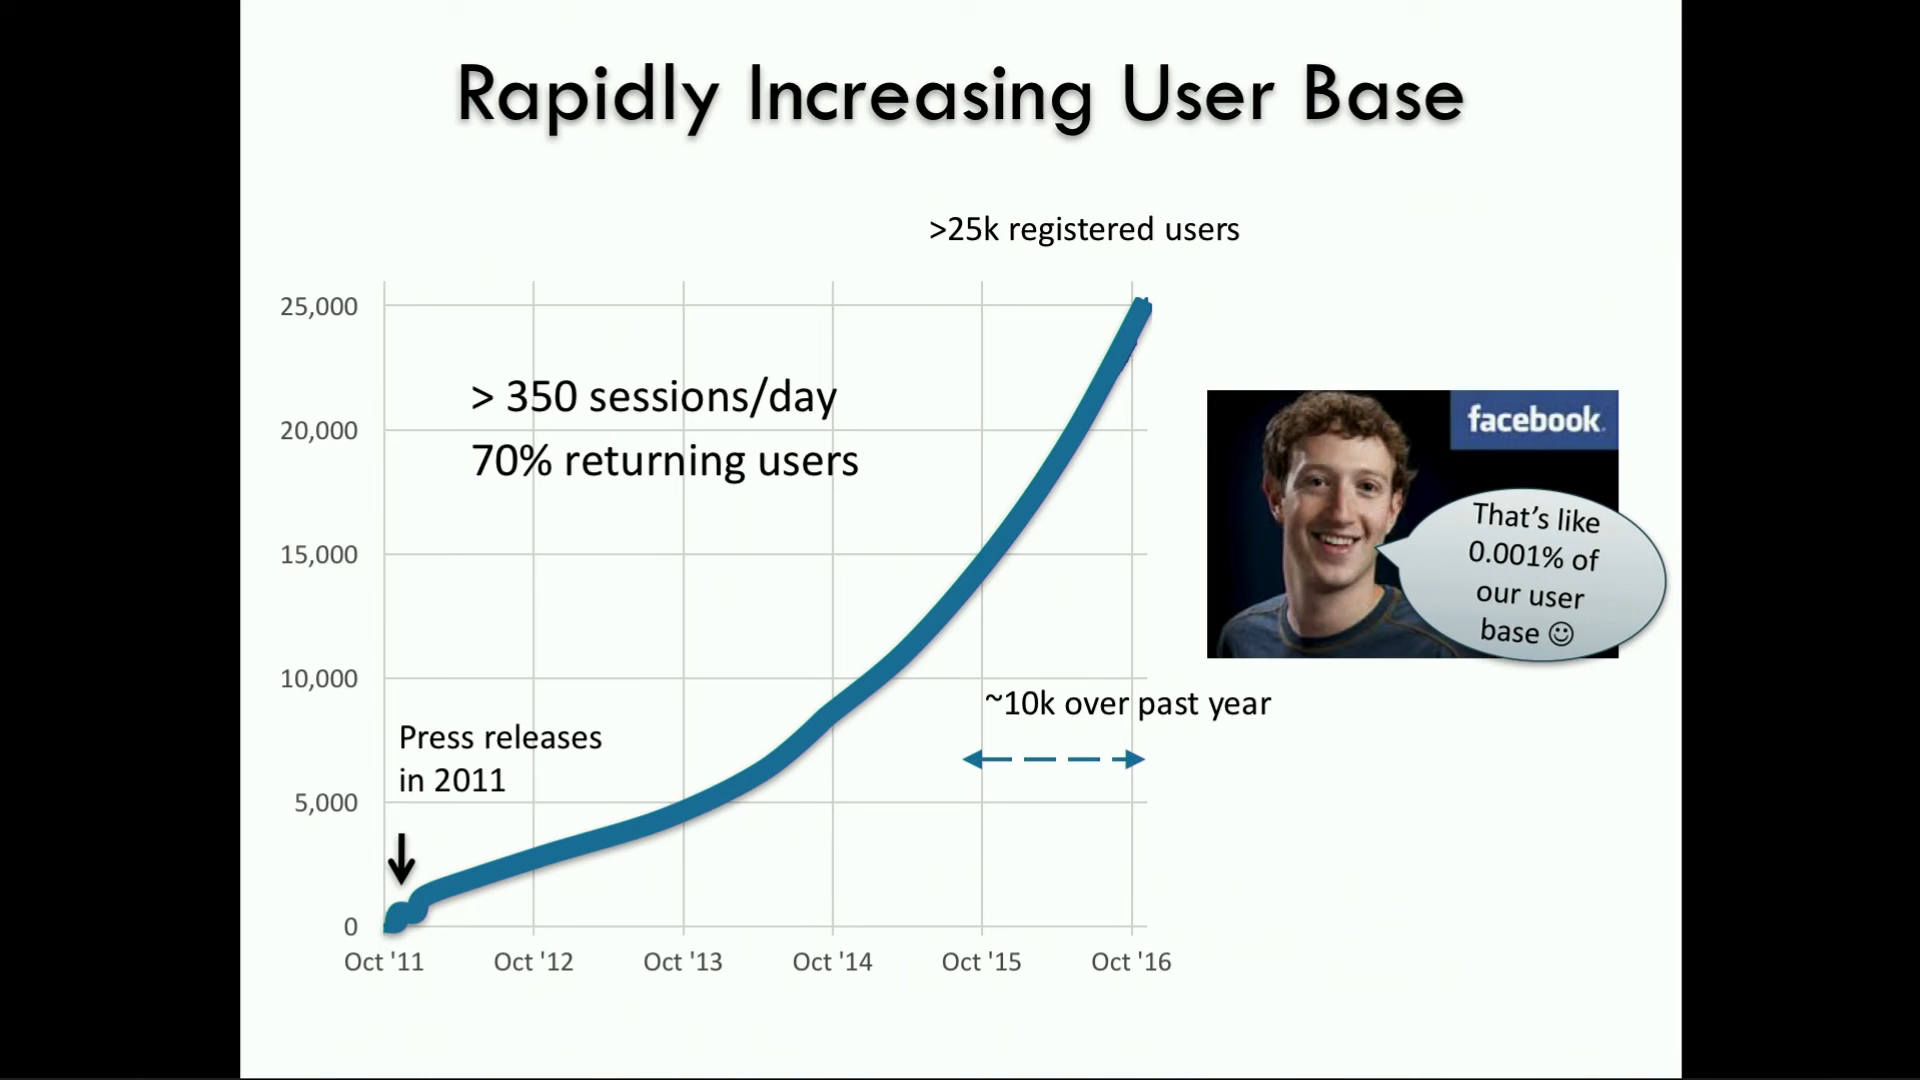 Rapidly Increasing User Base
>25k registered users
25,000
20,000
15,000
10,000
5,000
0
> 350 sessions/day
70% returning users
Press releases
in 2011
~10k over past year
Oct '11
Oct '12
Oct '13
Oct '14
Oct '15
Oct '16
facebook
That's like
0.001% of
our user
base ☺